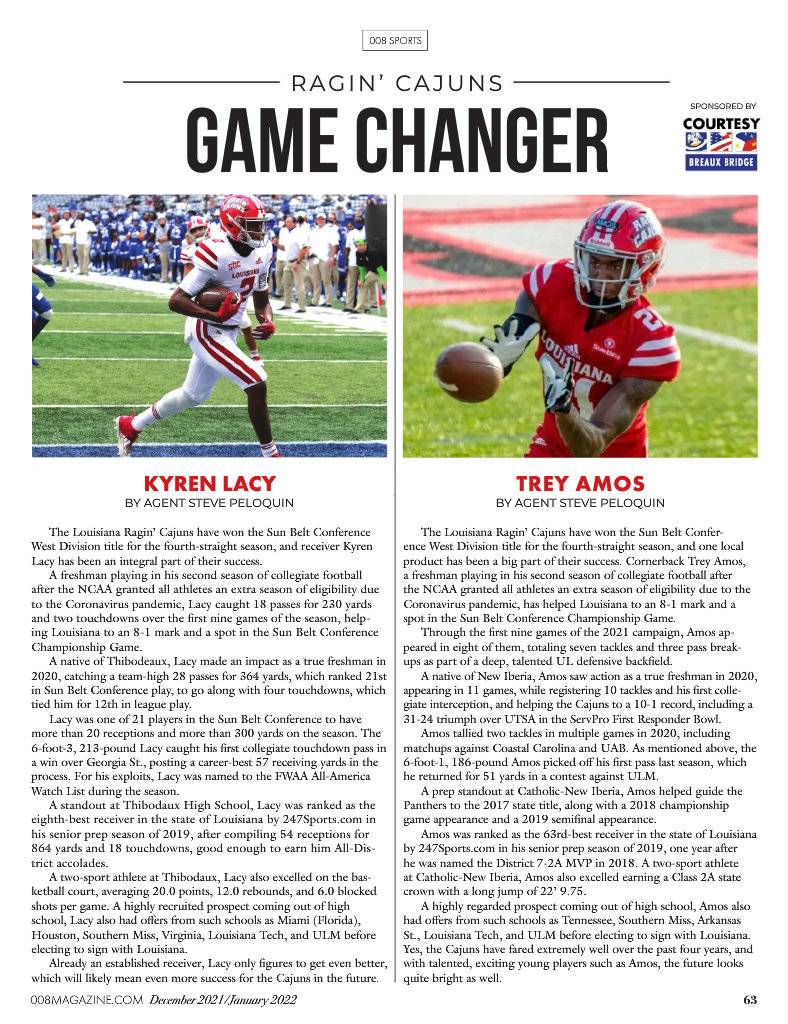 008 SPORTS
RAGIN' CAJUNS
GAME CHANGER
SPONSORED BY
COURTESY
BREAUX BRIDGE
RAGIN'
CAJUNS
SGC
LOUISIANA
2
Riddell
SUN BELT
LOUISIANA
21
KYREN LACY
BY AGENT STEVE PELOQUIN
The Louisiana Ragin' Cajuns have won the Sun Belt Conference
West Division title for the fourth-straight season, and receiver Kyren
Lacy has been an integral part of their success.
A freshman playing in his second season of collegiate football
after the NCAA granted all athletes an extra season of eligibility due
to the Coronavirus pandemic, Lacy caught 18 passes for 230 yards
and two touchdowns over the first nine games of the season, help-
ing Louisiana to an 8-1 mark and a spot in the Sun Belt Conference
Championship Game.
A native of Thibodeaux, Lacy made an impact as a true freshman in
2020, catching a team-high 28 passes for 364 yards, which ranked 21st
in Sun Belt Conference play, to go along with four touchdowns, which
tied him for 12th in league play.
Lacy was one of 21 players in the Sun Belt Conference to have
more than 20 receptions and more than 300 yards on the season. The
6-foot-3, 213-pound Lacy caught his first collegiate touchdown pass in
a win over Georgia St., posting a career-best 57 receiving yards in the
process. For his exploits, Lacy was named to the FWAA All-America
Watch List during the season.
A standout at Thibodaux High School, Lacy was ranked as the
eighth-best receiver in the state of Louisiana by 247Sports.com in
his senior prep season of 2019, after compiling 54 receptions for
864 yards and 18 touchdowns, good enough to earn him All-Dis-
trict accolades.
A two-sport athlete at Thibodaux, Lacy also excelled on the bas-
ketball court, averaging 20.0 points, 12.0 rebounds, and 6.0 blocked
shots per game. A highly recruited prospect coming out of high
school, Lacy also had offers from such schools as Miami (Florida),
Houston, Southern Miss, Virginia, Louisiana Tech, and ULM before
electing to sign with Louisiana.
Already an established receiver, Lacy only figures to get even better,
which will likely mean even more success for the Cajuns in the future.
TREY AMOS
BY AGENT STEVE PELOQUIN
The Louisiana Ragin' Cajuns have won the Sun Belt Confer-
ence West Division title for the fourth-straight season, and one local
product has been a big part of their success. Cornerback Trey Amos,
a freshman playing in his second season of collegiate football after
the NCAA granted all athletes an extra season of eligibility due to the
Coronavirus pandemic, has helped Louisiana to an 8-1 mark and a
spot in the Sun Belt Conference Championship Game.
Through the first nine games of the 2021 campaign, Amos ap-
peared in eight of them, totaling seven tackles and three pass break-
ups as part of a deep, talented UL defensive backfield.
A native of New Iberia, Amos saw action as a true freshman in 2020,
appearing in 11 games, while registering 10 tackles and his first colle-
giate interception, and helping the Cajuns to a 10-1 record, including a
31-24 triumph over UTSA in the ServPro First Responder Bowl.
Amos tallied two tackles in multiple games in 2020, including
matchups against Coastal Carolina and UAB. As mentioned above, the
6-foot-1, 186-pound Amos picked off his first pass last season, which
he returned for 51 yards in a contest against ULM.
A prep standout at Catholic-New Iberia, Amos helped guide the
Panthers to the 2017 state title, along with a 2018 championship
game appearance and a 2019 semifinal appearance.
Amos was ranked as the 63rd-best receiver in the state of Louisiana
by 247Sports.com in his senior prep season of 2019, one year after
he was named the District 7-2A MVP in 2018. A two-sport athlete
at Catholic-New Iberia, Amos also excelled earning a Class 2A state
crown with a long jump of 22' 9.75.
A highly regarded prospect coming out of high school, Amos also
had offers from such schools as Tennessee, Southern Miss, Arkansas
St., Louisiana Tech, and ULM before electing to sign with Louisiana.
Yes, the Cajuns have fared extremely well over the past four years, and
with talented, exciting young players such as Amos, the future looks
quite bright as well.
008MAGAZINE.COM December 2021/January 2022
63